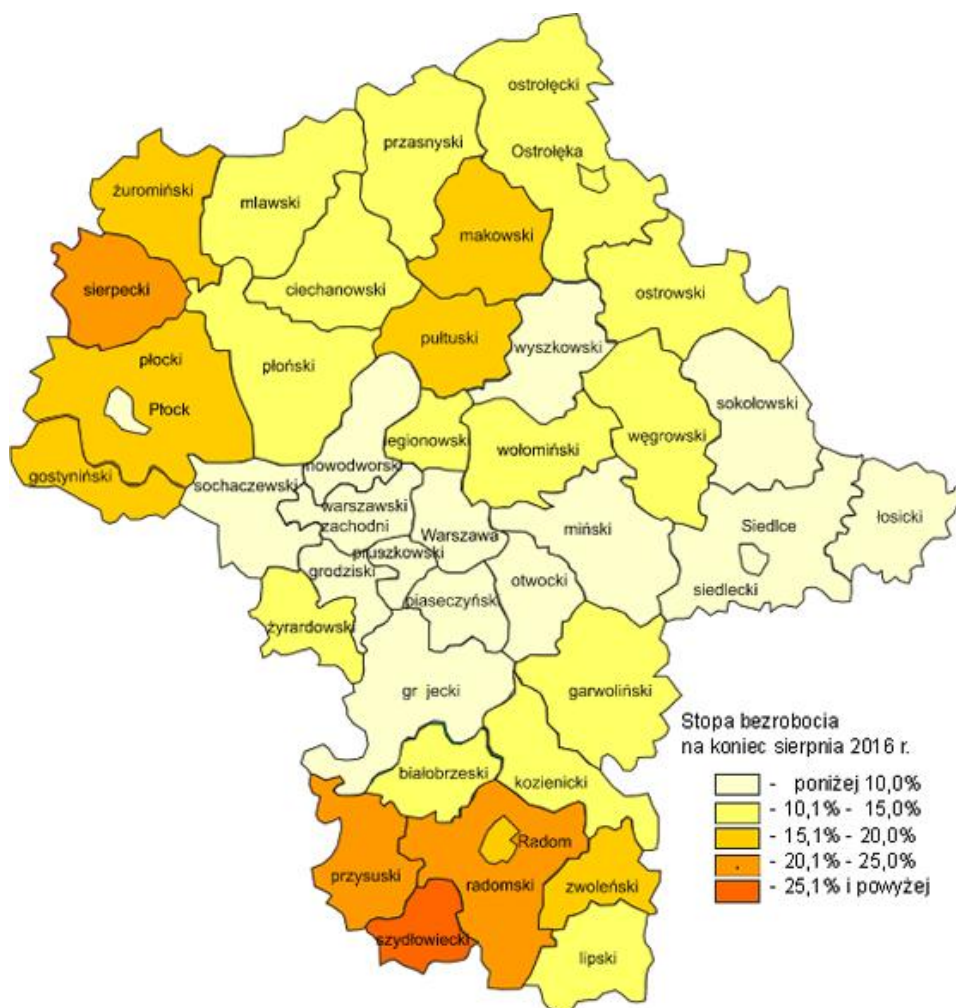 ostrołęcki
przasnyski
Ostrołęka
żuromiński
mławski
makowski
sierpecki
ciechanowski
ostrowski
pułtuski
wyszkowski
płocki
płoński
sokołowski
Płock
legionowski
wołomiński
węgrowski
gostyniński
nowodworski
sochaczewski
warszawski
zachodni
Warszawa
miński
Siedlce
łosicki
pruszkowski
grodziski
otwocki
siedlecki
piaseczyński
żyrardowski
gr jecki
garwoliński
Stopa bezrobocia
na koniec sierpnia 2016 r.
białobrzeski
kozienicki
- poniżej 10,0%
- 10,1% - 15,0%
- 15,1% - 20,0%
- 20,1% - 25,0%
- 25,1% i powyżej
Radom
przysuski
radomski
zwoleński
szydłowiecki
lipski